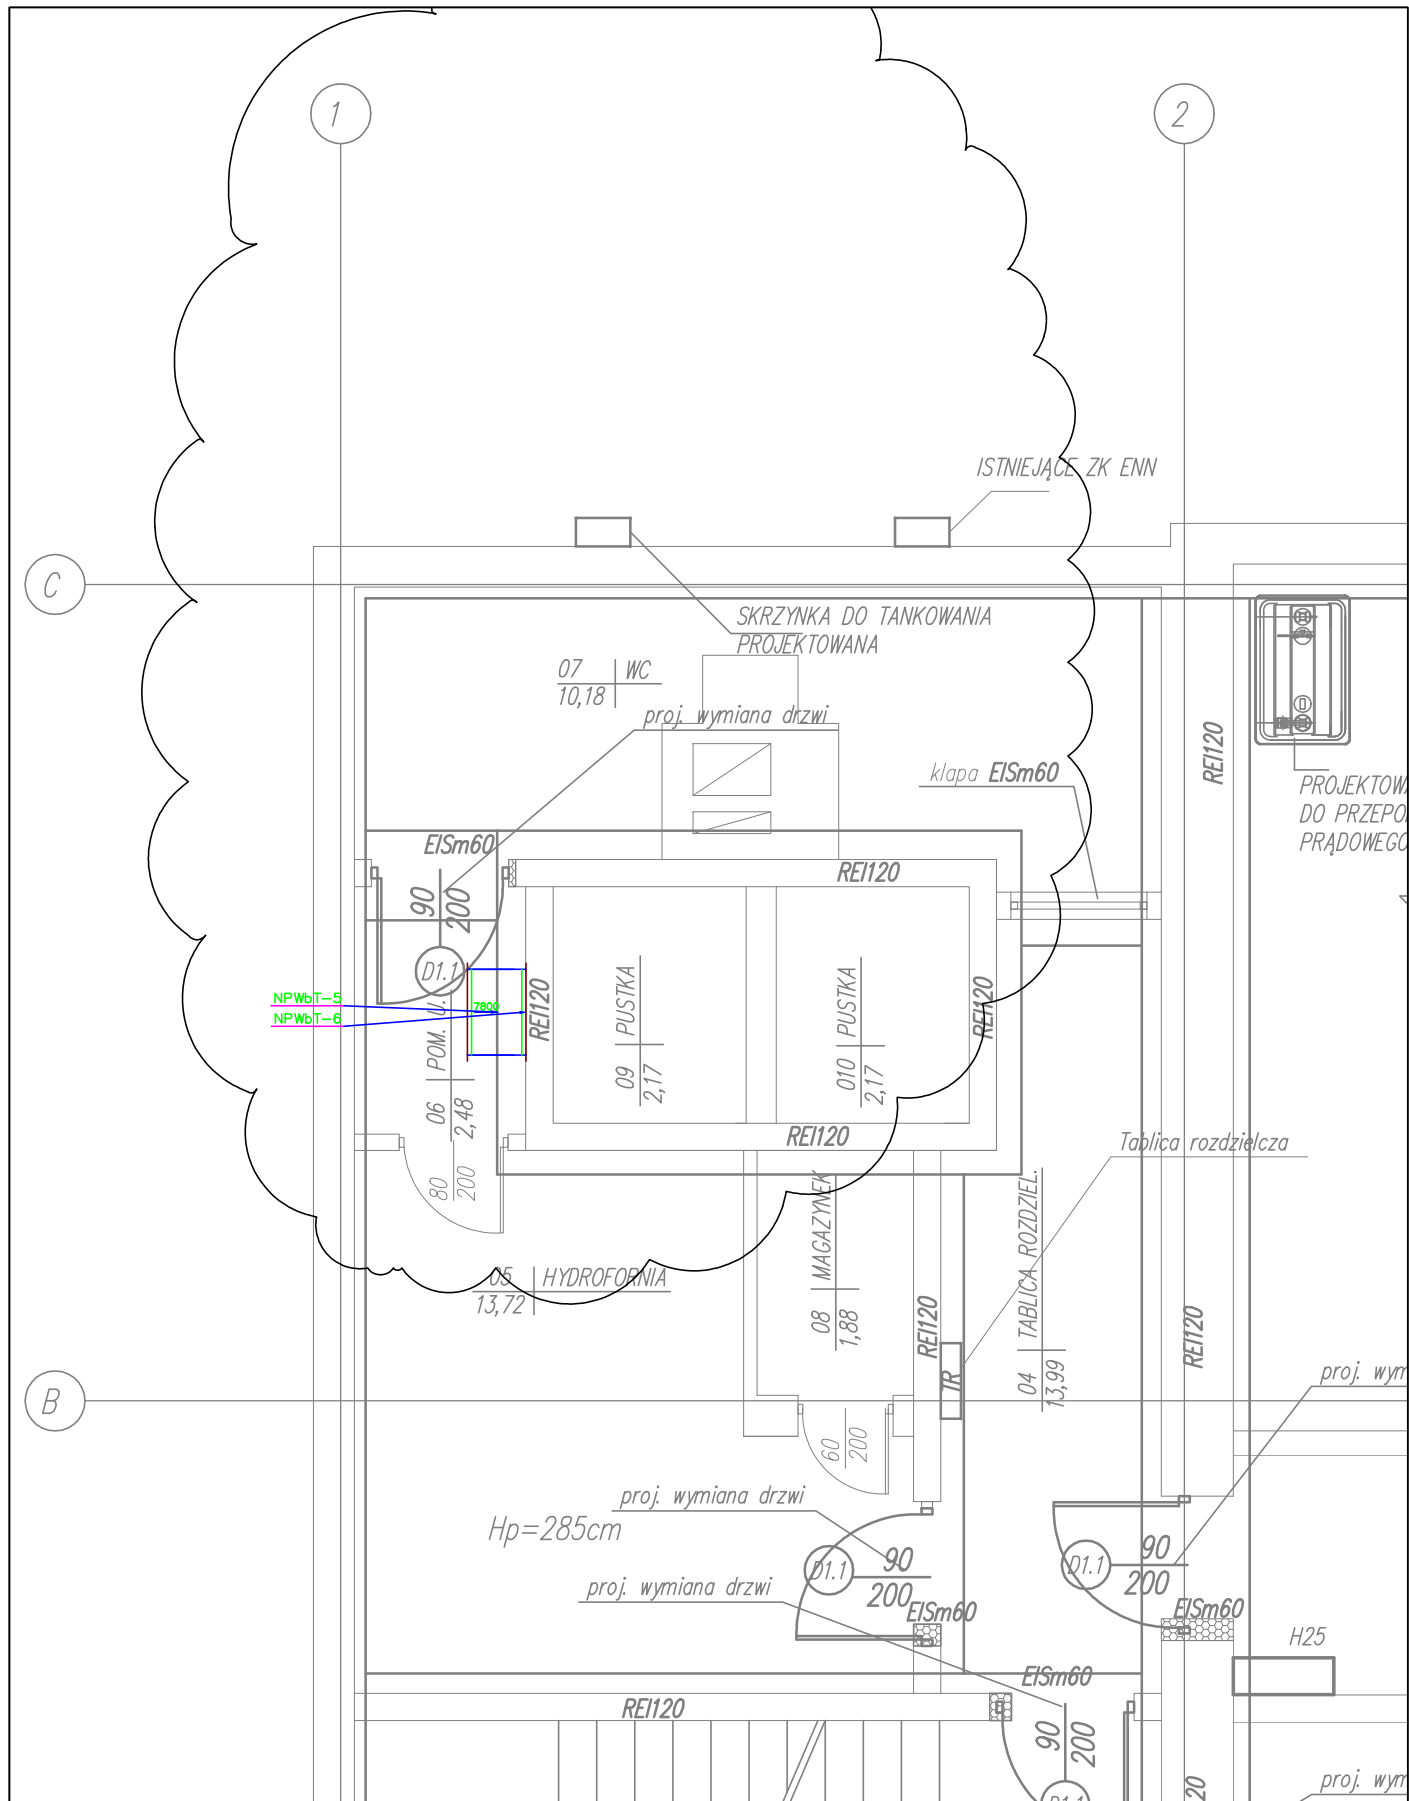 1
2
ISTNIEJĄCE ZK ENN
C
SKRZYNKA DO TANKOWANIA
PROJEKTOWANA
07 WC
10,18
proj. wymiana drzwi
klapa EISm60
REI120
PROJEKTOWA
DO PRZEPO
PRĄDOWEGO
EISm60
REI120
90
200
D1.1
NPWbT-5
NPWbT-6
7800
REI120
09 PUSTKA
2,17
010 PUSTKA
2,17
REI120
06 POM. U.
2,48
REI120
80
200
Tablica rozdzielcza
05 HYDROFORNIA
13,72
08 MAGAZYNEK
1,88
REI120
04 TABLICA ROZDZIEL.
13,99
REI120
TR
proj. wym
B
60
200
proj. wymiana drzwi
Hp=285cm
D1.1
90
200
D1.1
90
200
proj. wymiana drzwi
EISm60
EISm60
H25
EISm60
REI120
90
200
D1.1
20
proj. wym